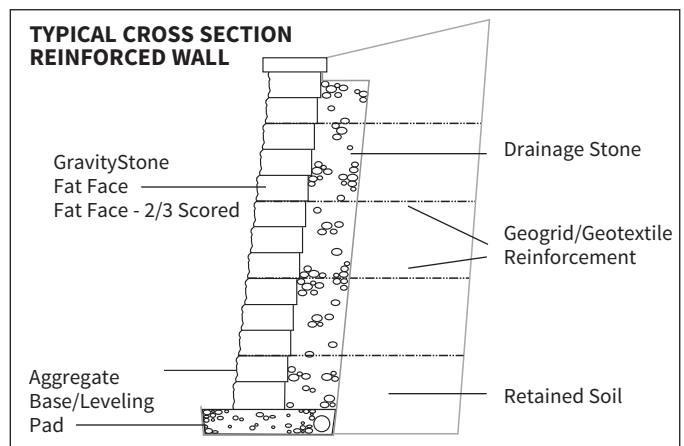 TYPICAL CROSS SECTION
REINFORCED WALL
GravityStone
Fat Face
Fat Face - 2/3 Scored
Drainage Stone
Geogrid/Geotextile
Reinforcement
Aggregate
Base/Leveling
Pad
Retained Soil